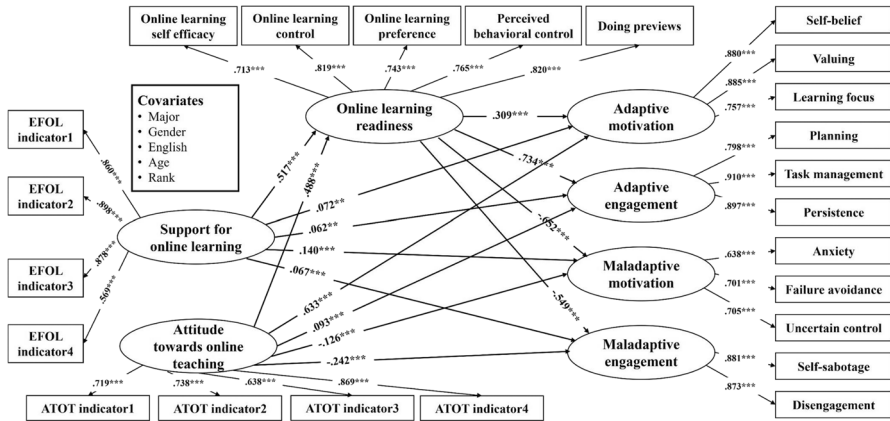 Online learning
self efficacy
Online learning
control
Online learning
preference
Perceived
behavioral control
Doing previews
Self-belief
Valuing
Learning focus
Planning
Task management
Persistence
Anxiety
Failure avoidance
Uncertain control
Self-sabotage
Disengagement
.713***
.819***
.743***
.765***
.820***
.880***
.885***
.757***
.798***
.910***
.897***
.638***
.701***
.705***
.881***
.873***
EFOL
indicator1
EFOL
indicator2
EFOL
indicator3
EFOL
indicator4
.860***
.898***
.878***
.569***
Covariates
• Major
• Gender
• English
• Age
• Rank
Online learning
readiness
Adaptive
motivation
Adaptive
engagement
Maladaptive
motivation
Maladaptive
engagement
Support for
online learning
Attitude
towards online
teaching
.517***
.488***
.309***
.734***
-.652***
-.549***
.072**
.062**
.140***
.067***
.633***
.093***
-.126***
-.242***
.719***
.738***
.638***
.869***
ATOT indicator1
ATOT indicator2
ATOT indicator3
ATOT indicator4